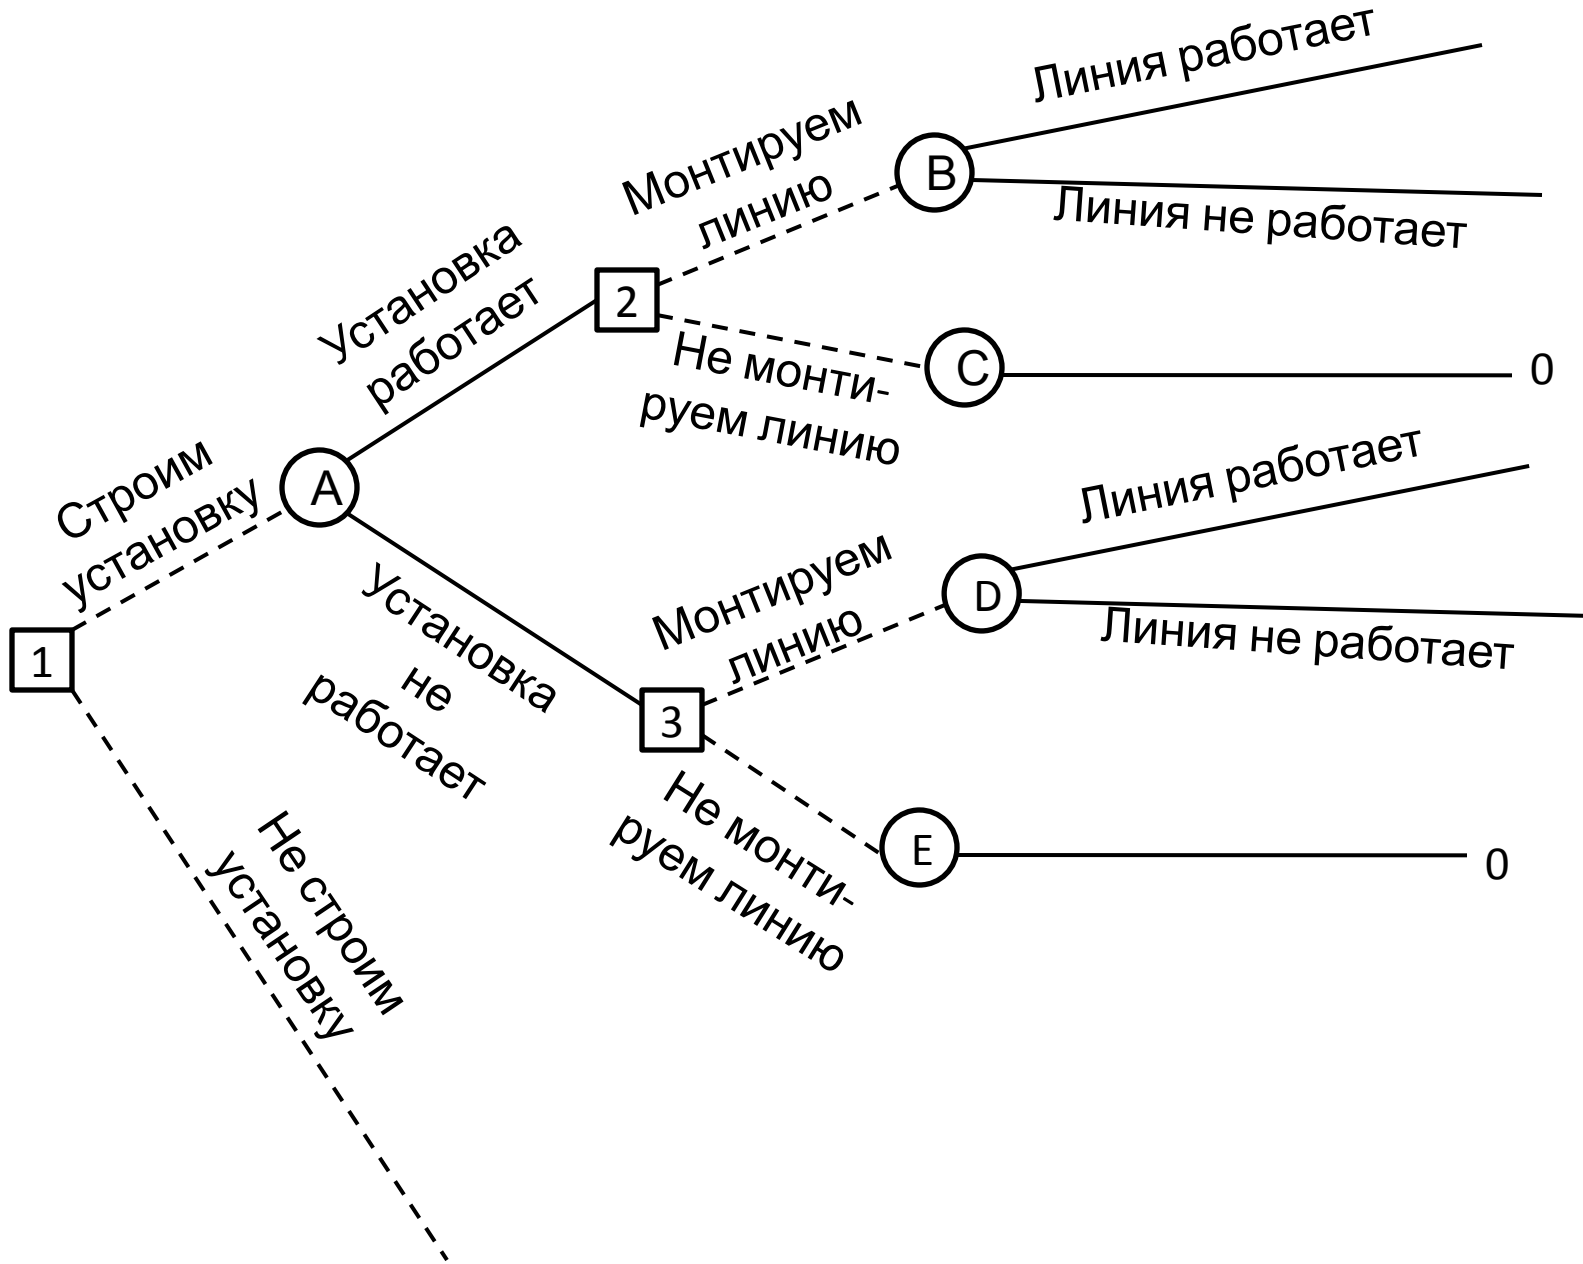 Линия работает
Монтируем
линию
B
Линия не работает
Установка
работает
2
Не монти-
руем линию
C
0
Строим
установку
A
Линия работает
Монтируем
линию
D
Линия не работает
Установка
не
работает
1
3
Не монти-
руем линию
E
0
Не строим
установку